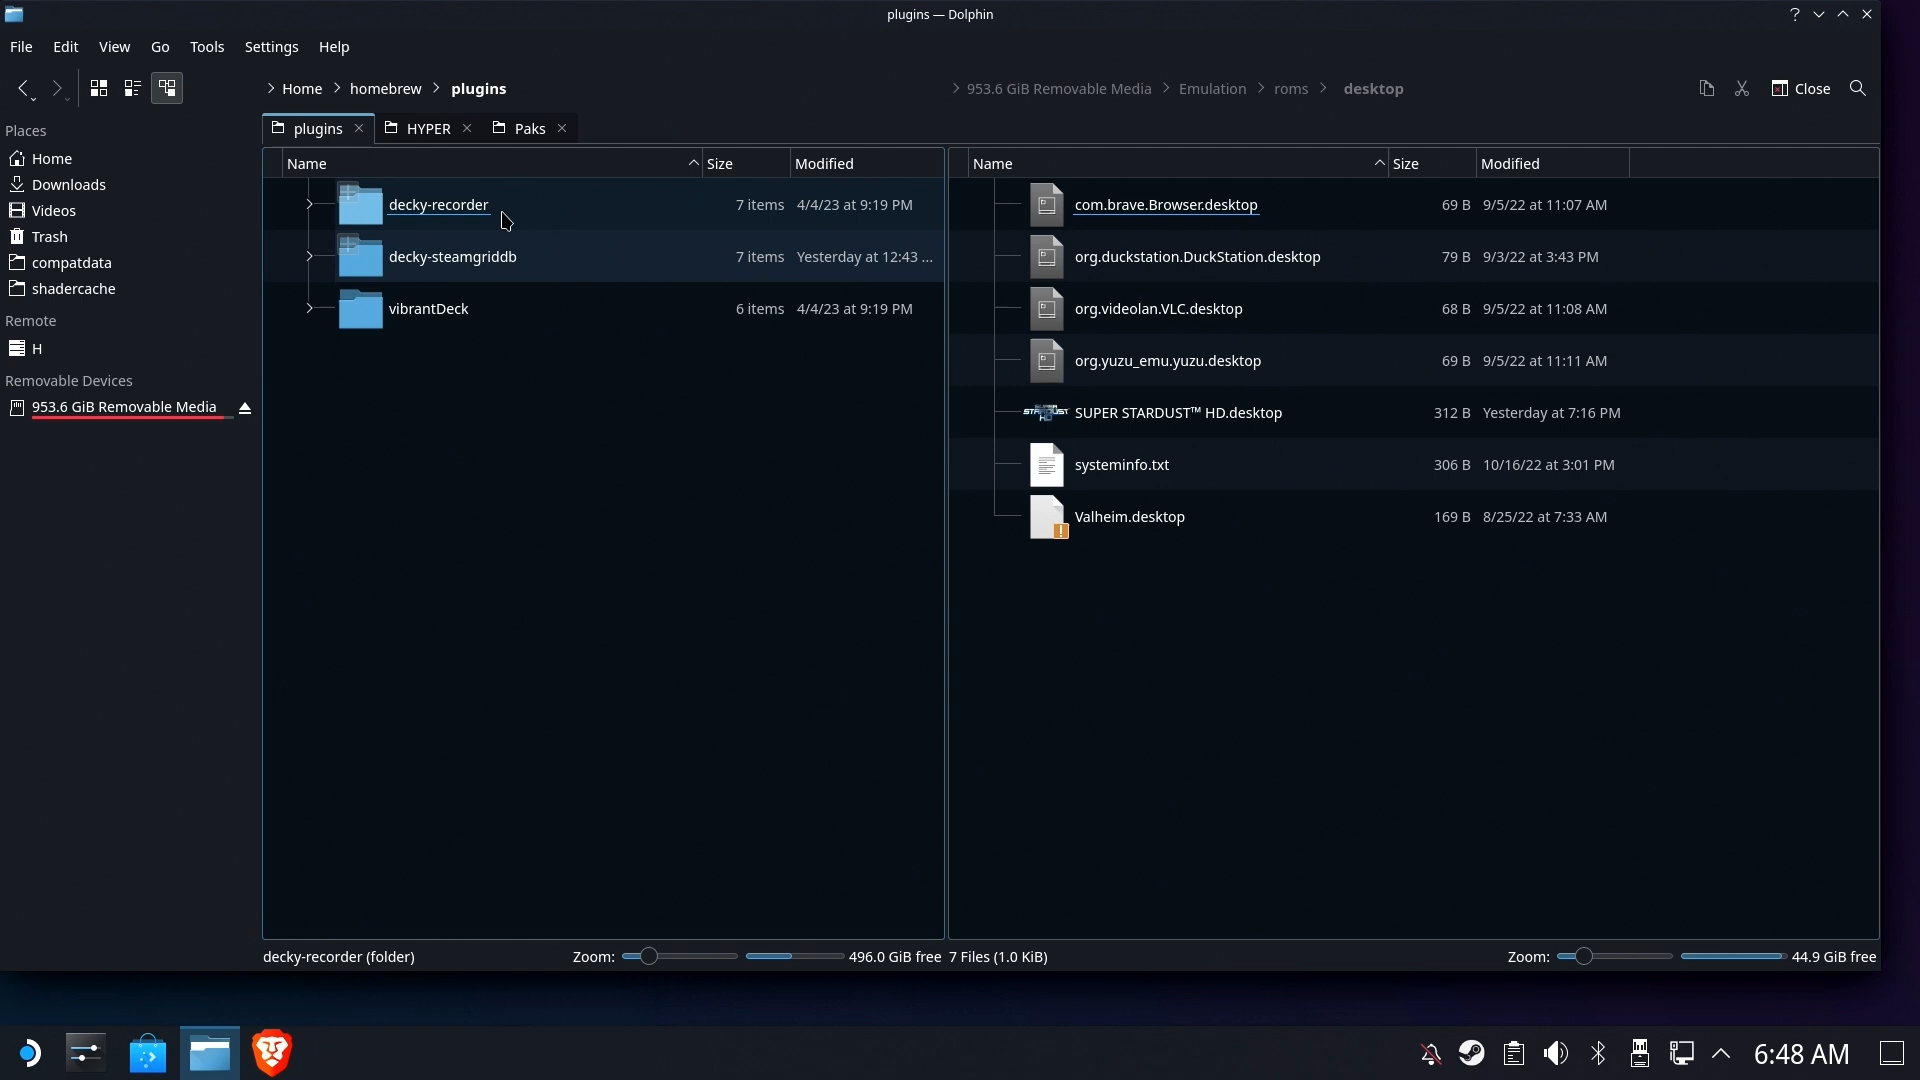 plugins — Dolphin
File Edit View Go Tools Settings Help
Home homebrew plugins
953.6 GiB Removable Media Emulation roms desktop
Close
plugins HYPER Paks
Places
Home
Downloads
Videos
Trash
compatdata
shadercache
Remote
H
Removable Devices
953.6 GiB Removable Media
Name Size Modified
decky-recorder 7 items 4/4/23 at 9:19 PM
decky-steamgriddb 7 items Yesterday at 12:43 ...
vibrantDeck 6 items 4/4/23 at 9:19 PM
decky-recorder (folder) Zoom: 496.0 GiB free
Name Size Modified
com.brave.Browser.desktop 69 B 9/5/22 at 11:07 AM
org.duckstation.DuckStation.desktop 79 B 9/3/22 at 3:43 PM
org.videolan.VLC.desktop 68 B 9/5/22 at 11:08 AM
org.yuzu_emu.yuzu.desktop 69 B 9/5/22 at 11:11 AM
STARDUST HD
SUPER STARDUST™ HD.desktop 312 B Yesterday at 7:16 PM
systeminfo.txt 306 B 10/16/22 at 3:01 PM
Valheim.desktop 169 B 8/25/22 at 7:33 AM
7 Files (1.0 KiB) Zoom: 44.9 GiB free
6:48 AM